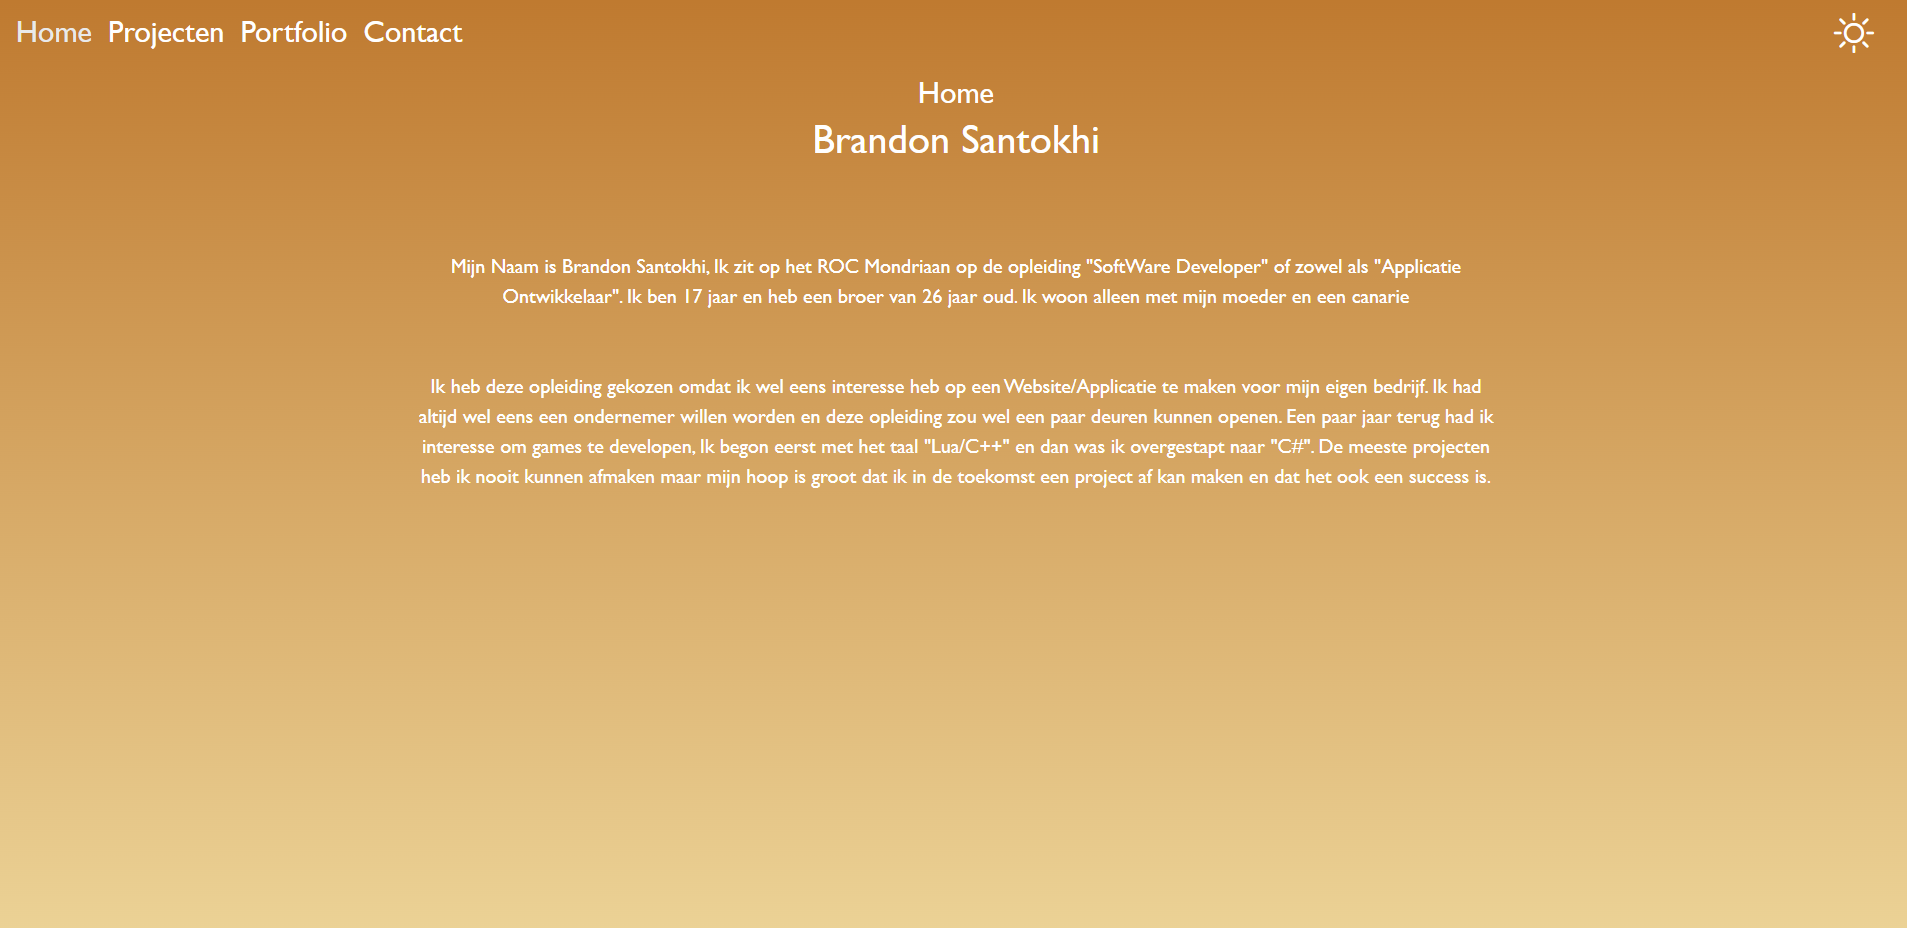 Home Projecten Portfolio Contact
Home
Brandon Santokhi
Mijn Naam is Brandon Santokhi, Ik zit op het ROC Mondriaan op de opleiding "SoftWare Developer" of zowel als "Applicatie
Ontwikkelaar". Ik ben 17 jaar en heb een broer van 26 jaar oud. Ik woon alleen met mijn moeder en een canarie
Ik heb deze opleiding gekozen omdat ik wel eens interesse heb op een Website/Applicatie te maken voor mijn eigen bedrijf. Ik had
altijd wel eens een ondernemer willen worden en deze opleiding zou wel een paar deuren kunnen openen. Een paar jaar terug had ik
interesse om games te developen, Ik begon eerst met het taal "Lua/C++" en dan was ik overgestapt naar "C#". De meeste projecten
heb ik nooit kunnen afmaken maar mijn hoop is groot dat ik in de toekomst een project af kan maken en dat het ook een success is.